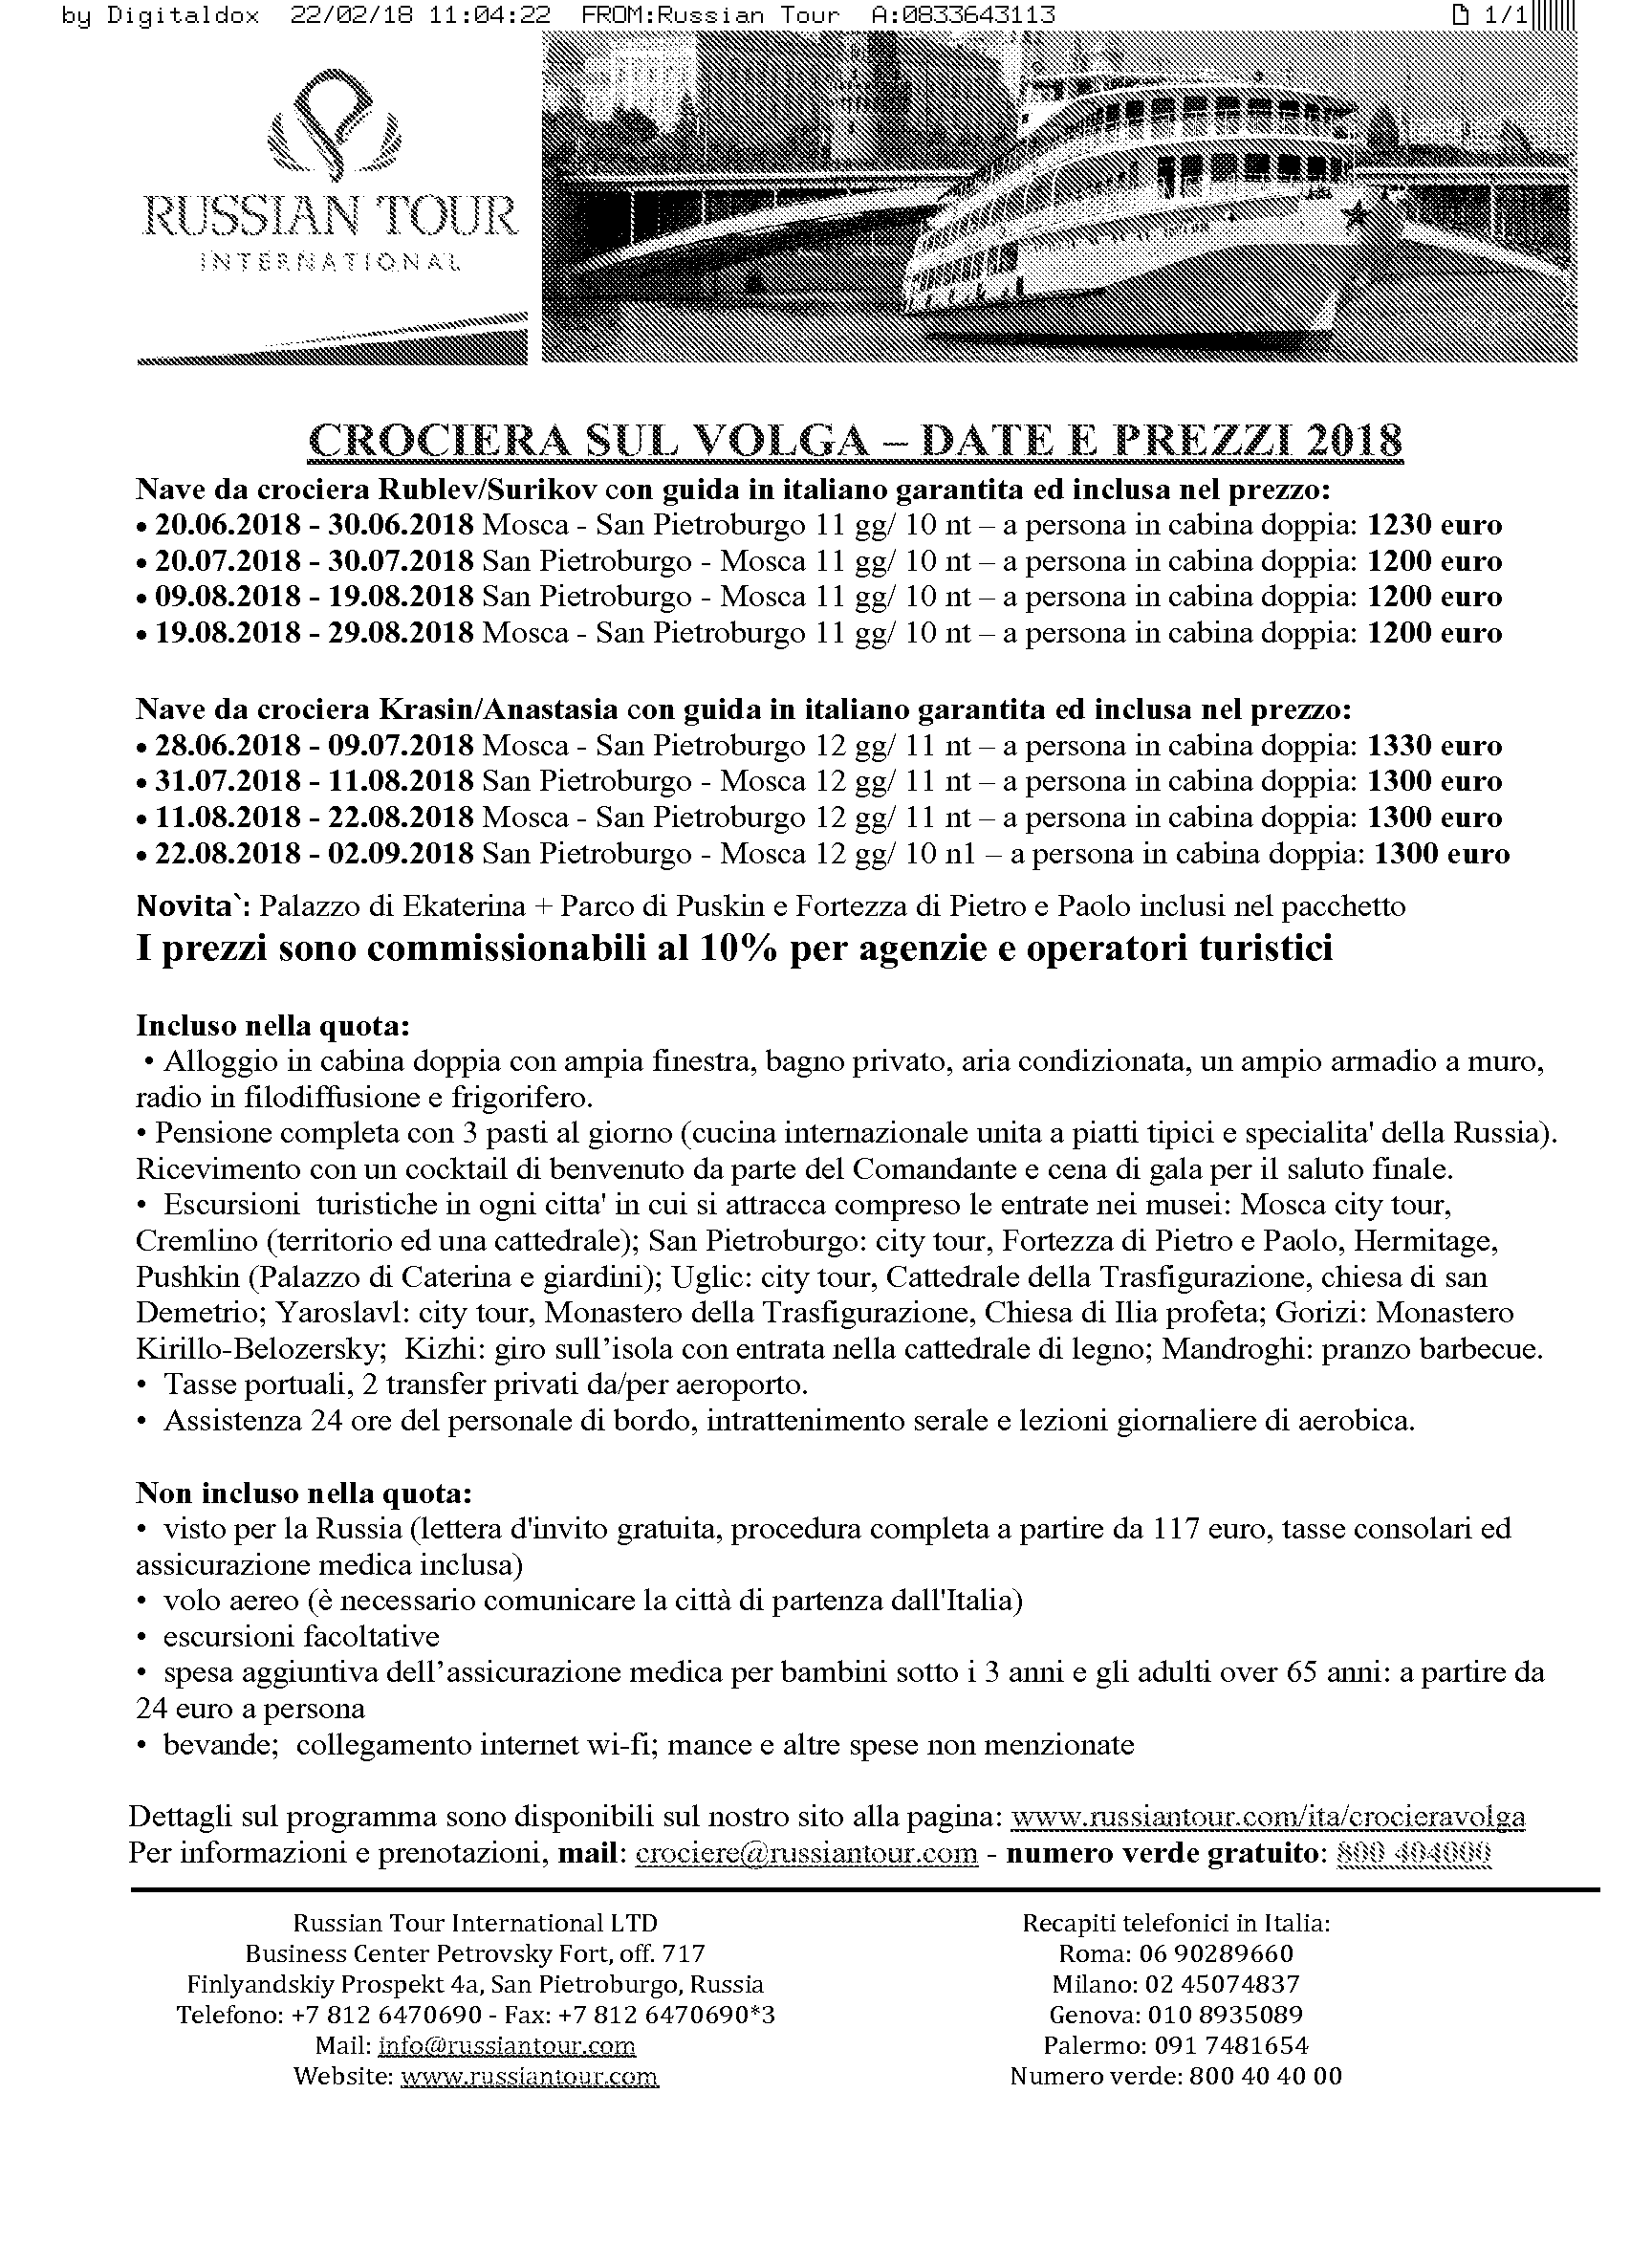 by Digitaldox 22/02/18 11:04:22 FROM:Russian Tour A:0833643113 1/1
RUSSIAN TOUR
INTERNATIONAL
CROCIERA SUL VOLGA – DATE E PREZZI 2018
Nave da crociera Rublev/Surikov con guida in italiano garantita ed inclusa nel prezzo:
• 20.06.2018 - 30.06.2018 Mosca - San Pietroburgo 11 gg/ 10 nt – a persona in cabina doppia: 1230 euro
• 20.07.2018 - 30.07.2018 San Pietroburgo - Mosca 11 gg/ 10 nt – a persona in cabina doppia: 1200 euro
• 09.08.2018 - 19.08.2018 San Pietroburgo - Mosca 11 gg/ 10 nt – a persona in cabina doppia: 1200 euro
• 19.08.2018 - 29.08.2018 Mosca - San Pietroburgo 11 gg/ 10 nt – a persona in cabina doppia: 1200 euro
Nave da crociera Krasin/Anastasia con guida in italiano garantita ed inclusa nel prezzo:
• 28.06.2018 - 09.07.2018 Mosca - San Pietroburgo 12 gg/ 11 nt – a persona in cabina doppia: 1330 euro
• 31.07.2018 - 11.08.2018 San Pietroburgo - Mosca 12 gg/ 11 nt – a persona in cabina doppia: 1300 euro
• 11.08.2018 - 22.08.2018 Mosca - San Pietroburgo 12 gg/ 11 nt – a persona in cabina doppia: 1300 euro
• 22.08.2018 - 02.09.2018 San Pietroburgo - Mosca 12 gg/ 10 n1 – a persona in cabina doppia: 1300 euro
Novita`: Palazzo di Ekaterina + Parco di Puskin e Fortezza di Pietro e Paolo inclusi nel pacchetto
I prezzi sono commissionabili al 10% per agenzie e operatori turistici
Incluso nella quota:
• Alloggio in cabina doppia con ampia finestra, bagno privato, aria condizionata, un ampio armadio a muro,
radio in filodiffusione e frigorifero.
• Pensione completa con 3 pasti al giorno (cucina internazionale unita a piatti tipici e specialita' della Russia).
Ricevimento con un cocktail di benvenuto da parte del Comandante e cena di gala per il saluto finale.
• Escursioni turistiche in ogni citta' in cui si attracca compreso le entrate nei musei: Mosca city tour,
Cremlino (territorio ed una cattedrale); San Pietroburgo: city tour, Fortezza di Pietro e Paolo, Hermitage,
Pushkin (Palazzo di Caterina e giardini); Uglic: city tour, Cattedrale della Trasfigurazione, chiesa di san
Demetrio; Yaroslavl: city tour, Monastero della Trasfigurazione, Chiesa di Ilia profeta; Gorizi: Monastero
Kirillo-Belozersky; Kizhi: giro sull’isola con entrata nella cattedrale di legno; Mandroghi: pranzo barbecue.
• Tasse portuali, 2 transfer privati da/per aeroporto.
• Assistenza 24 ore del personale di bordo, intrattenimento serale e lezioni giornaliere di aerobica.
Non incluso nella quota:
• visto per la Russia (lettera d'invito gratuita, procedura completa a partire da 117 euro, tasse consolari ed
assicurazione medica inclusa)
• volo aereo (è necessario comunicare la città di partenza dall'Italia)
• escursioni facoltative
• spesa aggiuntiva dell’assicurazione medica per bambini sotto i 3 anni e gli adulti over 65 anni: a partire da
24 euro a persona
• bevande; collegamento internet wi-fi; mance e altre spese non menzionate
Dettagli sul programma sono disponibili sul nostro sito alla pagina: www.russiantour.com/ita/crocieravolga
Per informazioni e prenotazioni, mail: crociere@russiantour.com - numero verde gratuito: 800 404000
Russian Tour International LTD
Business Center Petrovsky Fort, off. 717
Finlyandskiy Prospekt 4a, San Pietroburgo, Russia
Telefono: +7 812 6470690 - Fax: +7 812 6470690*3
Mail: info@russiantour.com
Website: www.russiantour.com
Recapiti telefonici in Italia:
Roma: 06 90289660
Milano: 02 45074837
Genova: 010 8935089
Palermo: 091 7481654
Numero verde: 800 40 40 00